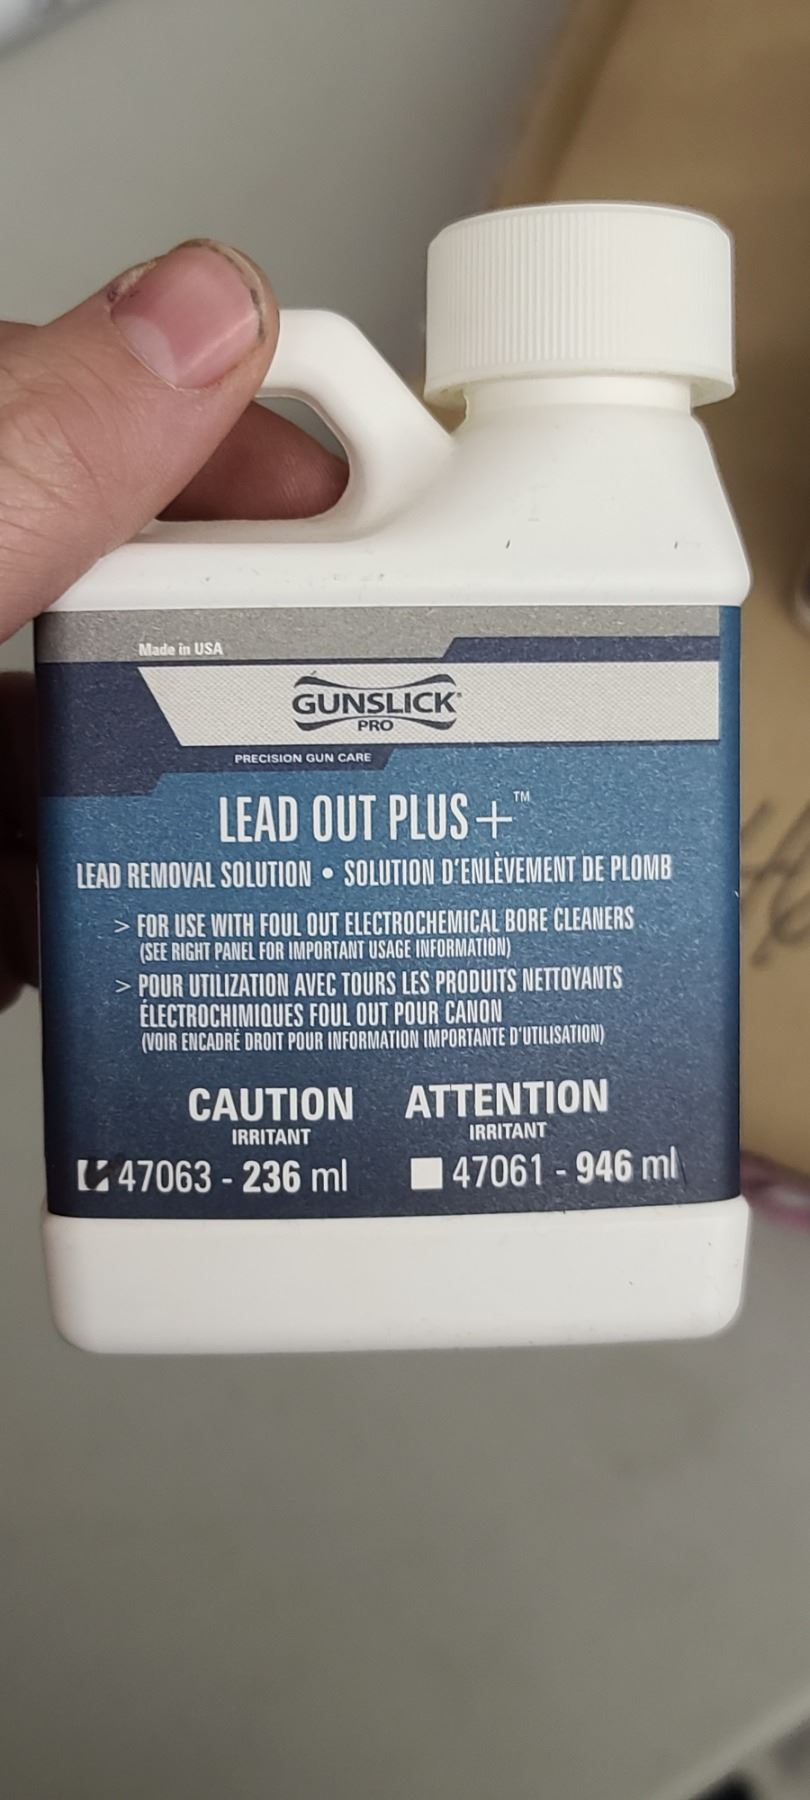 Made in USA
GUNSLICK®
PRO
PRECISION GUN CARE
LEAD OUT PLUS+™
LEAD REMOVAL SOLUTION • SOLUTION D'ENLÈVEMENT DE PLOMB
> FOR USE WITH FOUL OUT ELECTROCHEMICAL BORE CLEANERS
(SEE RIGHT PANEL FOR IMPORTANT USAGE INFORMATION)
> POUR UTILIZATION AVEC TOURS LES PRODUITS NETTOYANTS
ÉLECTROCHIMIQUES FOUL OUT POUR CANON
(VOIR ENCADRÉ DROIT POUR INFORMATION IMPORTANTE D'UTILISATION)
CAUTION ATTENTION
IRRITANT IRRITANT
47063 - 236 ml 47061 - 946 ml